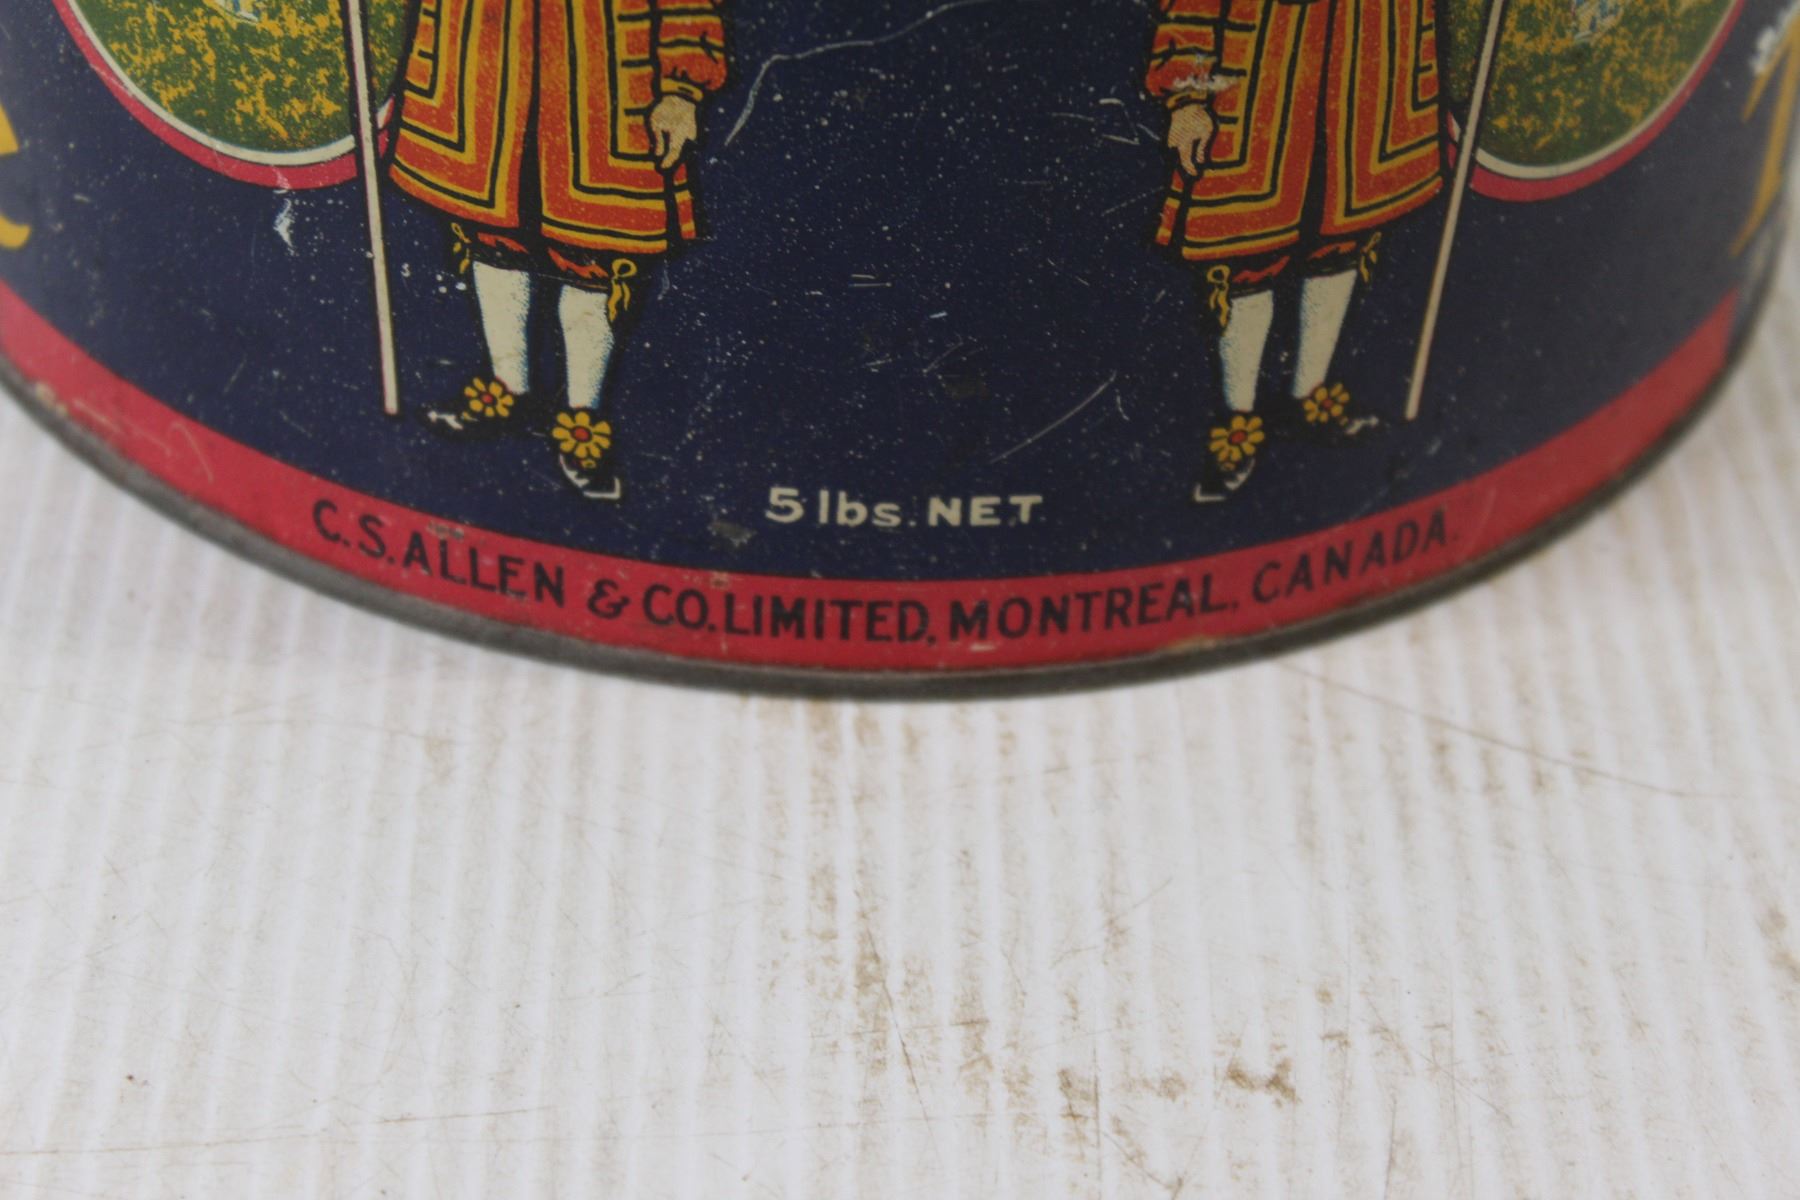 5 lbs. NET
C. S. ALLEN & CO. LIMITED, MONTREAL, CANADA.